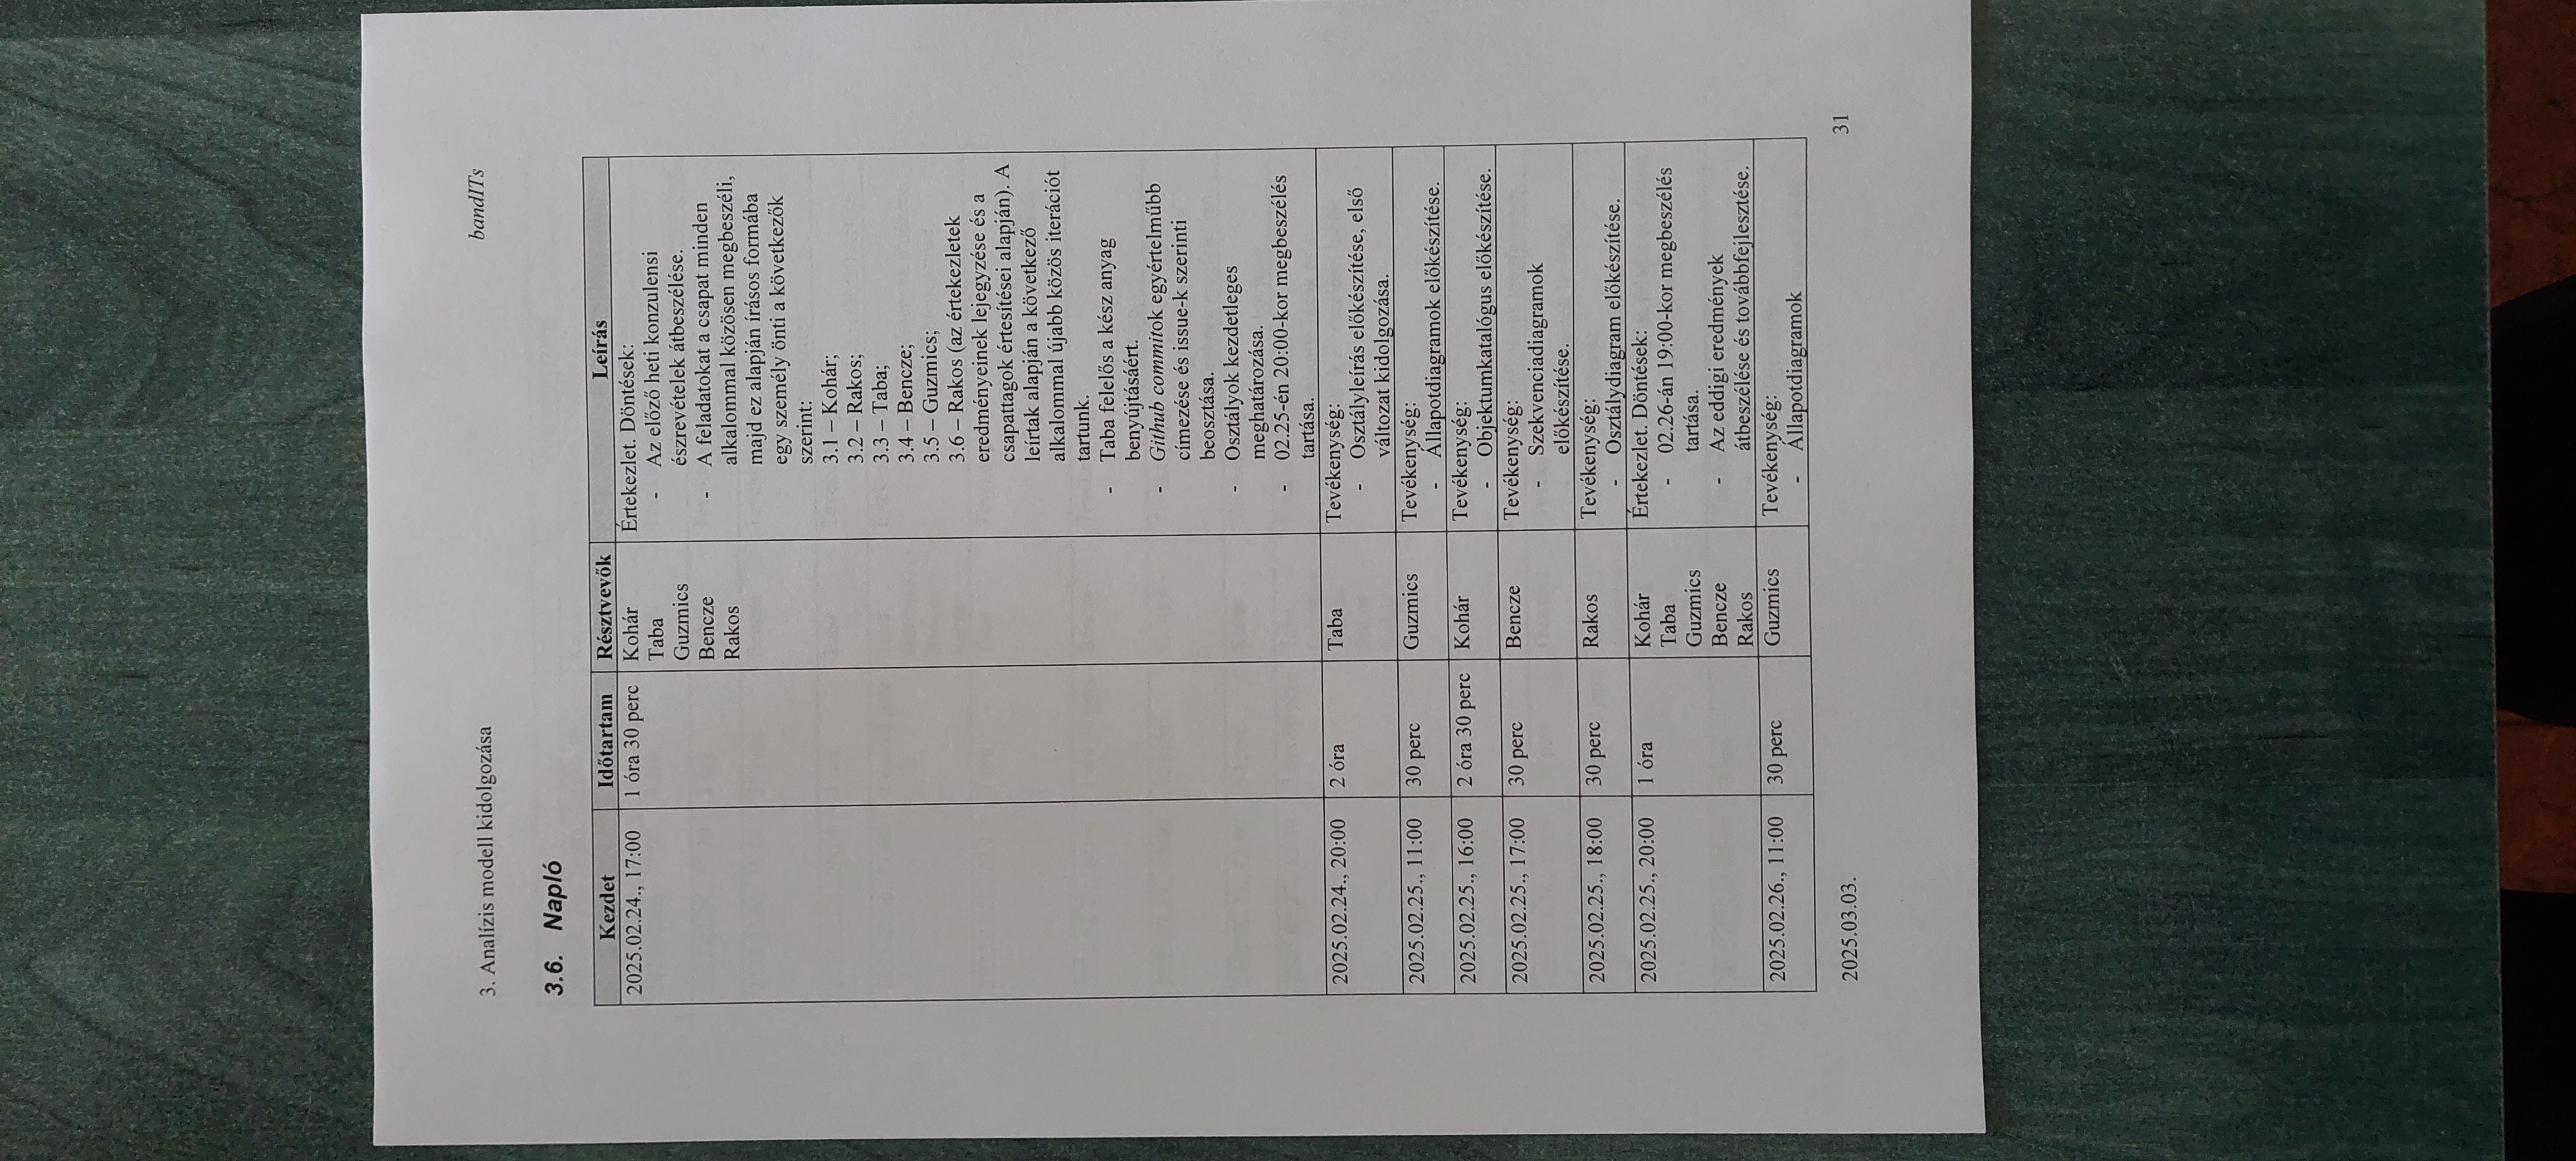 3. Analízis modell kidolgozása
bandITs
3.6. Napló
Kezdet Időtartam Résztvevők Leírás
2025.02.24., 17:00 1 óra 30 perc Kohár Értekezlet. Döntések:
Taba - Az előző heti konzulensi
Guzmics észrevételek átbeszélése.
Bencze - A feladatokat a csapat minden
Rakos alkalommal közösen megbeszéli,
majd ez alapján írásos formába
egy személy önti a következők
szerint:
3.1 – Kohár;
3.2 – Rakos;
3.3 – Taba;
3.4 – Bencze;
3.5 – Guzmics;
3.6 – Rakos (az értekezletek
eredményeinek lejegyzése és a
csapattagok értesítései alapján). A
leírtak alapján a következő
alkalommal újabb közös iterációt
tartunk.
- Taba felelős a kész anyag
benyújtásáért.
- Github commitok egyértelműbb
címezése és issue-k szerinti
beosztása.
- Osztályok kezdetleges
meghatározása.
- 02.25-én 20:00-kor megbeszélés
tartása.
2025.02.24., 20:00 2 óra Taba Tevékenység:
- Osztályleírás előkészítése, első
változat kidolgozása.
2025.02.25., 11:00 30 perc Guzmics Tevékenység:
- Állapotdiagramok előkészítése.
2025.02.25., 16:00 2 óra 30 perc Kohár Tevékenység:
- Objektumkatalógus előkészítése.
2025.02.25., 17:00 30 perc Bencze Tevékenység:
- Szekvenciadiagramok
előkészítése.
2025.02.25., 18:00 30 perc Rakos Tevékenység:
- Osztálydiagram előkészítése.
2025.02.25., 20:00 1 óra Kohár Értekezlet. Döntések:
Taba - 02.26-án 19:00-kor megbeszélés
Guzmics tartása.
Bencze - Az eddigi eredmények
Rakos átbeszélése és továbbfejlesztése.
2025.02.26., 11:00 30 perc Guzmics Tevékenység:
- Állapotdiagramok
2025.03.03.
31